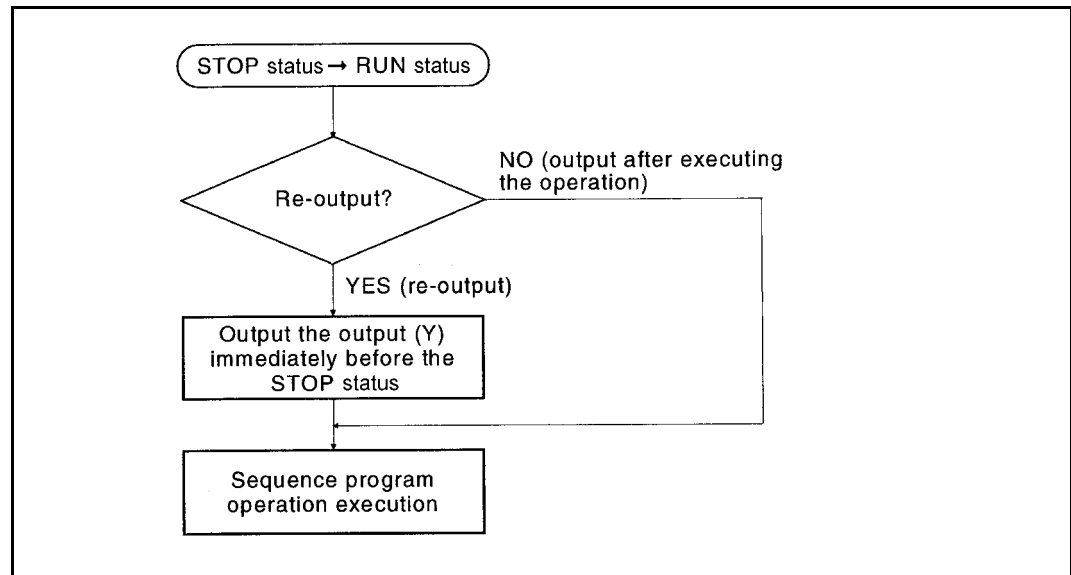 STOP status → RUN status
Re-output?
NO (output after executing
the operation)
YES (re-output)
Output the output (Y)
immediately before the
STOP status
Sequence program
operation execution